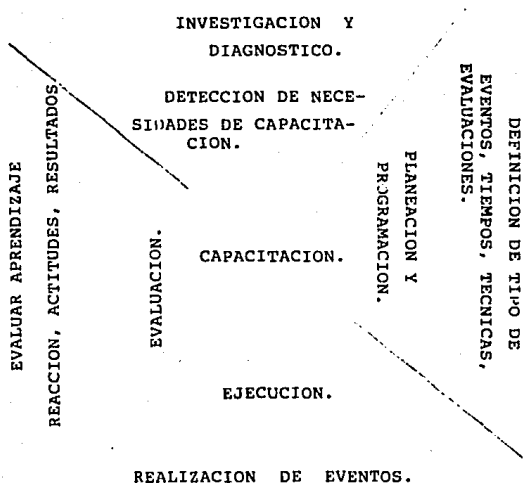 INVESTIGACION Y
DIAGNOSTICO.
DETECCION DE NECE-
SIDADES DE CAPACITA-
CION.
DEFINICION DE TIPO DE
EVENTOS, TIEMPOS, TECNICAS,
EVALUACIONES.
PLANEACION Y
PROGRAMACION.
CAPACITACION.
EVALUACION.
EVALUAR APRENDIZAJE
REACCION, ACTITUDES, RESULTADOS
EJECUCION.
REALIZACION DE EVENTOS.